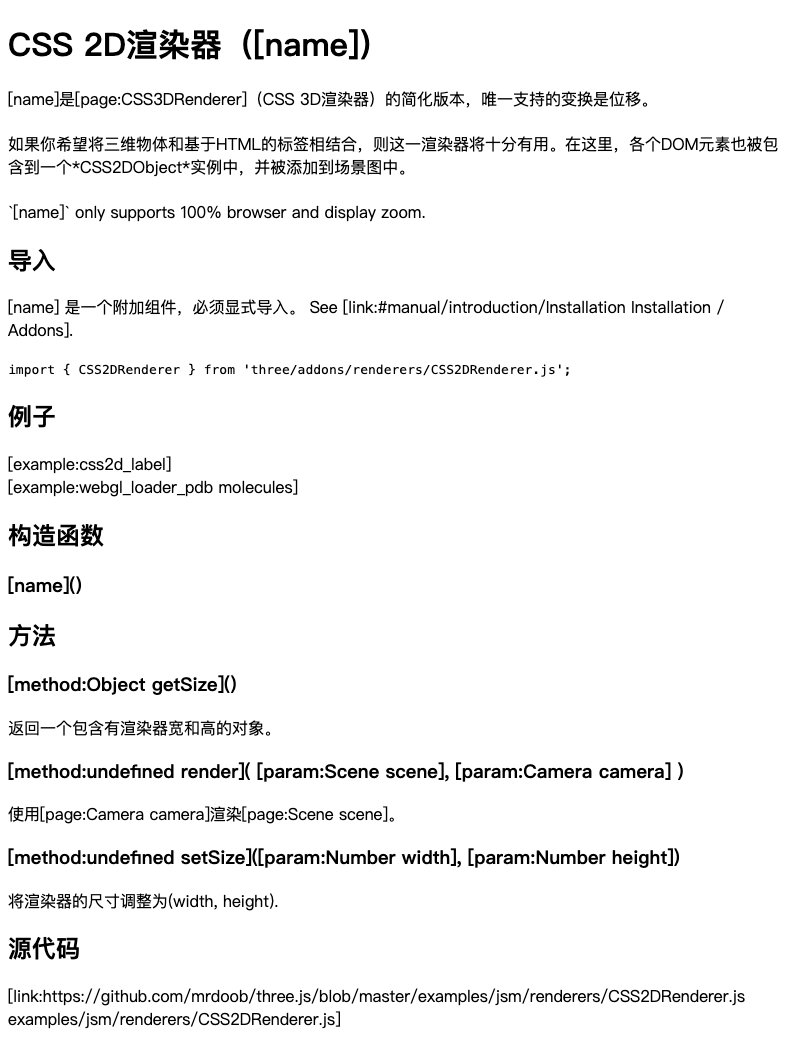 CSS 2D渲染器（[name]）
[name]是[page:CSS3DRenderer]（CSS 3D渲染器）的简化版本，唯一支持的变换是位移。
如果你希望将三维物体和基于HTML的标签相结合，则这一渲染器将十分有用。在这里，各个DOM元素也被包
含到一个*CSS2DObject*实例中，并被添加到场景图中。
`[name]` only supports 100% browser and display zoom.
导入
[name] 是一个附加组件，必须显式导入。 See [link:#manual/introduction/Installation Installation /
Addons].
import { CSS2DRenderer } from 'three/addons/renderers/CSS2DRenderer.js';
例子
[example:css2d_label]
[example:webgl_loader_pdb molecules]
构造函数
[name]()
方法
[method:Object getSize]()
返回一个包含有渲染器宽和高的对象。
[method:undefined render]( [param:Scene scene], [param:Camera camera] )
使用[page:Camera camera]渲染[page:Scene scene]。
[method:undefined setSize]([param:Number width], [param:Number height])
将渲染器的尺寸调整为(width, height).
源代码
[link:https://github.com/mrdoob/three.js/blob/master/examples/jsm/renderers/CSS2DRenderer.js
examples/jsm/renderers/CSS2DRenderer.js]